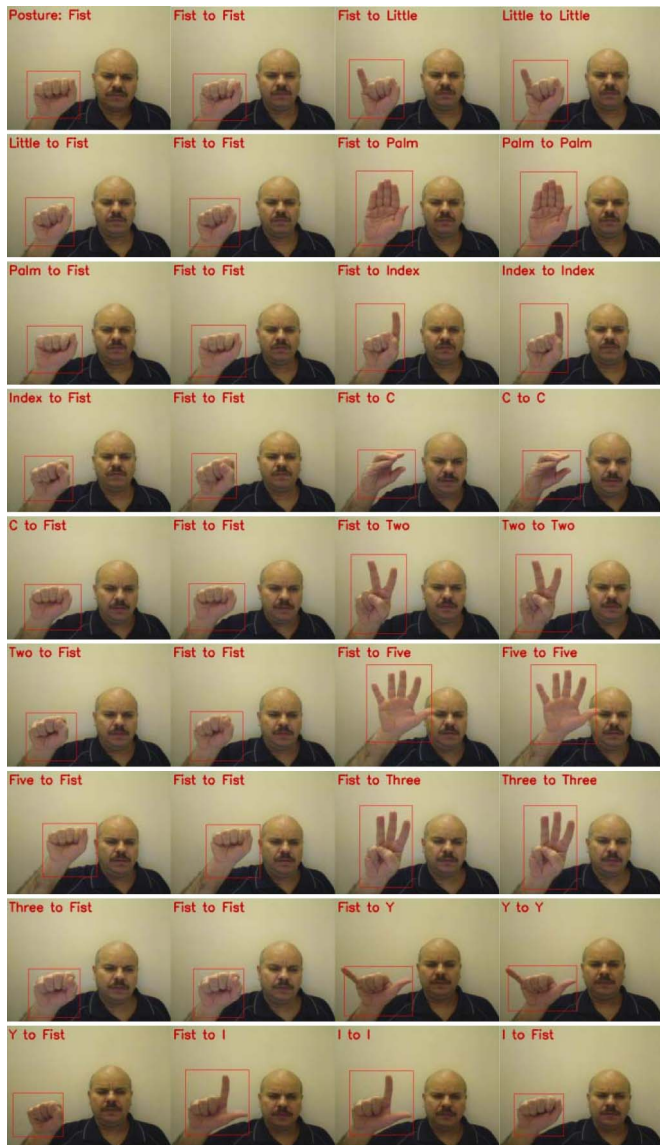 Posture: Fist
Fist to Fist
Fist to Little
Little to Little
Little to Fist
Fist to Fist
Fist to Palm
Palm to Palm
Palm to Fist
Fist to Fist
Fist to Index
Index to Index
Index to Fist
Fist to Fist
Fist to C
C to C
C to Fist
Fist to Fist
Fist to Two
Two to Two
Two to Fist
Fist to Fist
Fist to Five
Five to Five
Five to Fist
Fist to Fist
Fist to Three
Three to Three
Three to Fist
Fist to Fist
Fist to Y
Y to Y
Y to Fist
Fist to I
I to I
I to Fist